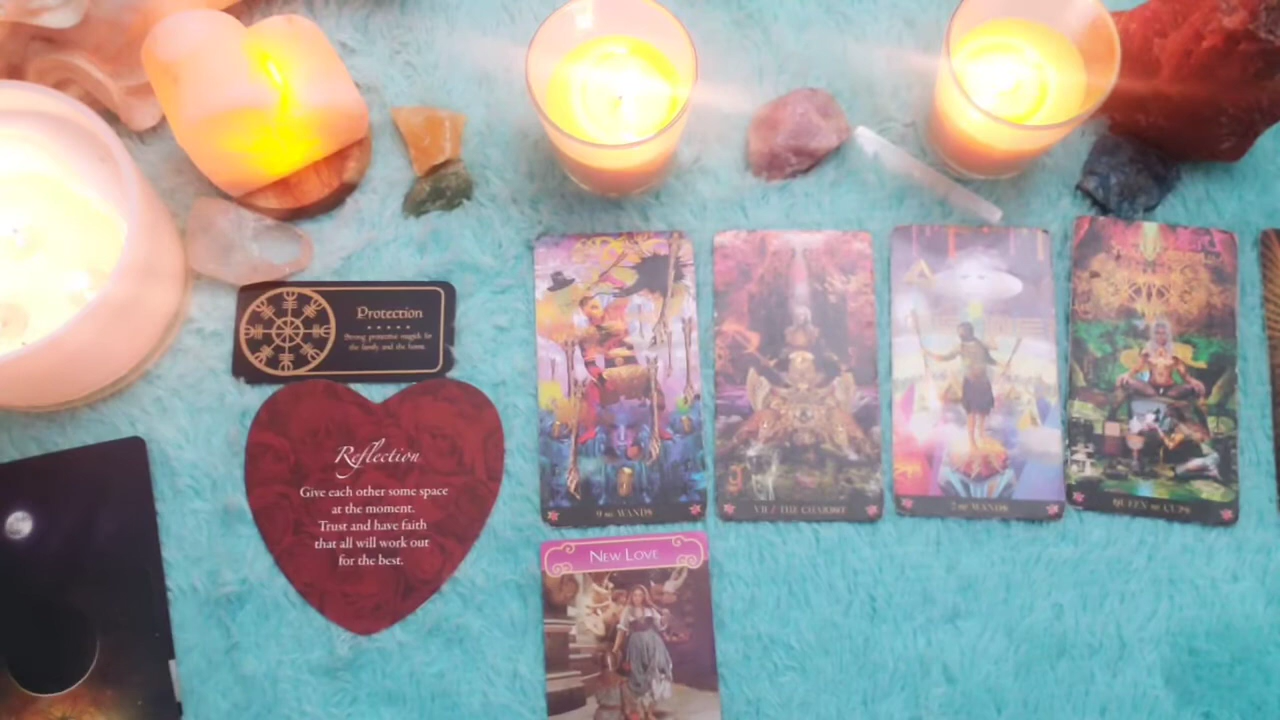 Protection
Strong protective magick for
the family and the home.
Reflection
Give each other some space
at the moment.
Trust and have faith
that all will work out
for the best.
9 of WANDS
VII / THE CHARIOT
2 of WANDS
QUEEN of CUPS
NEW LOVE